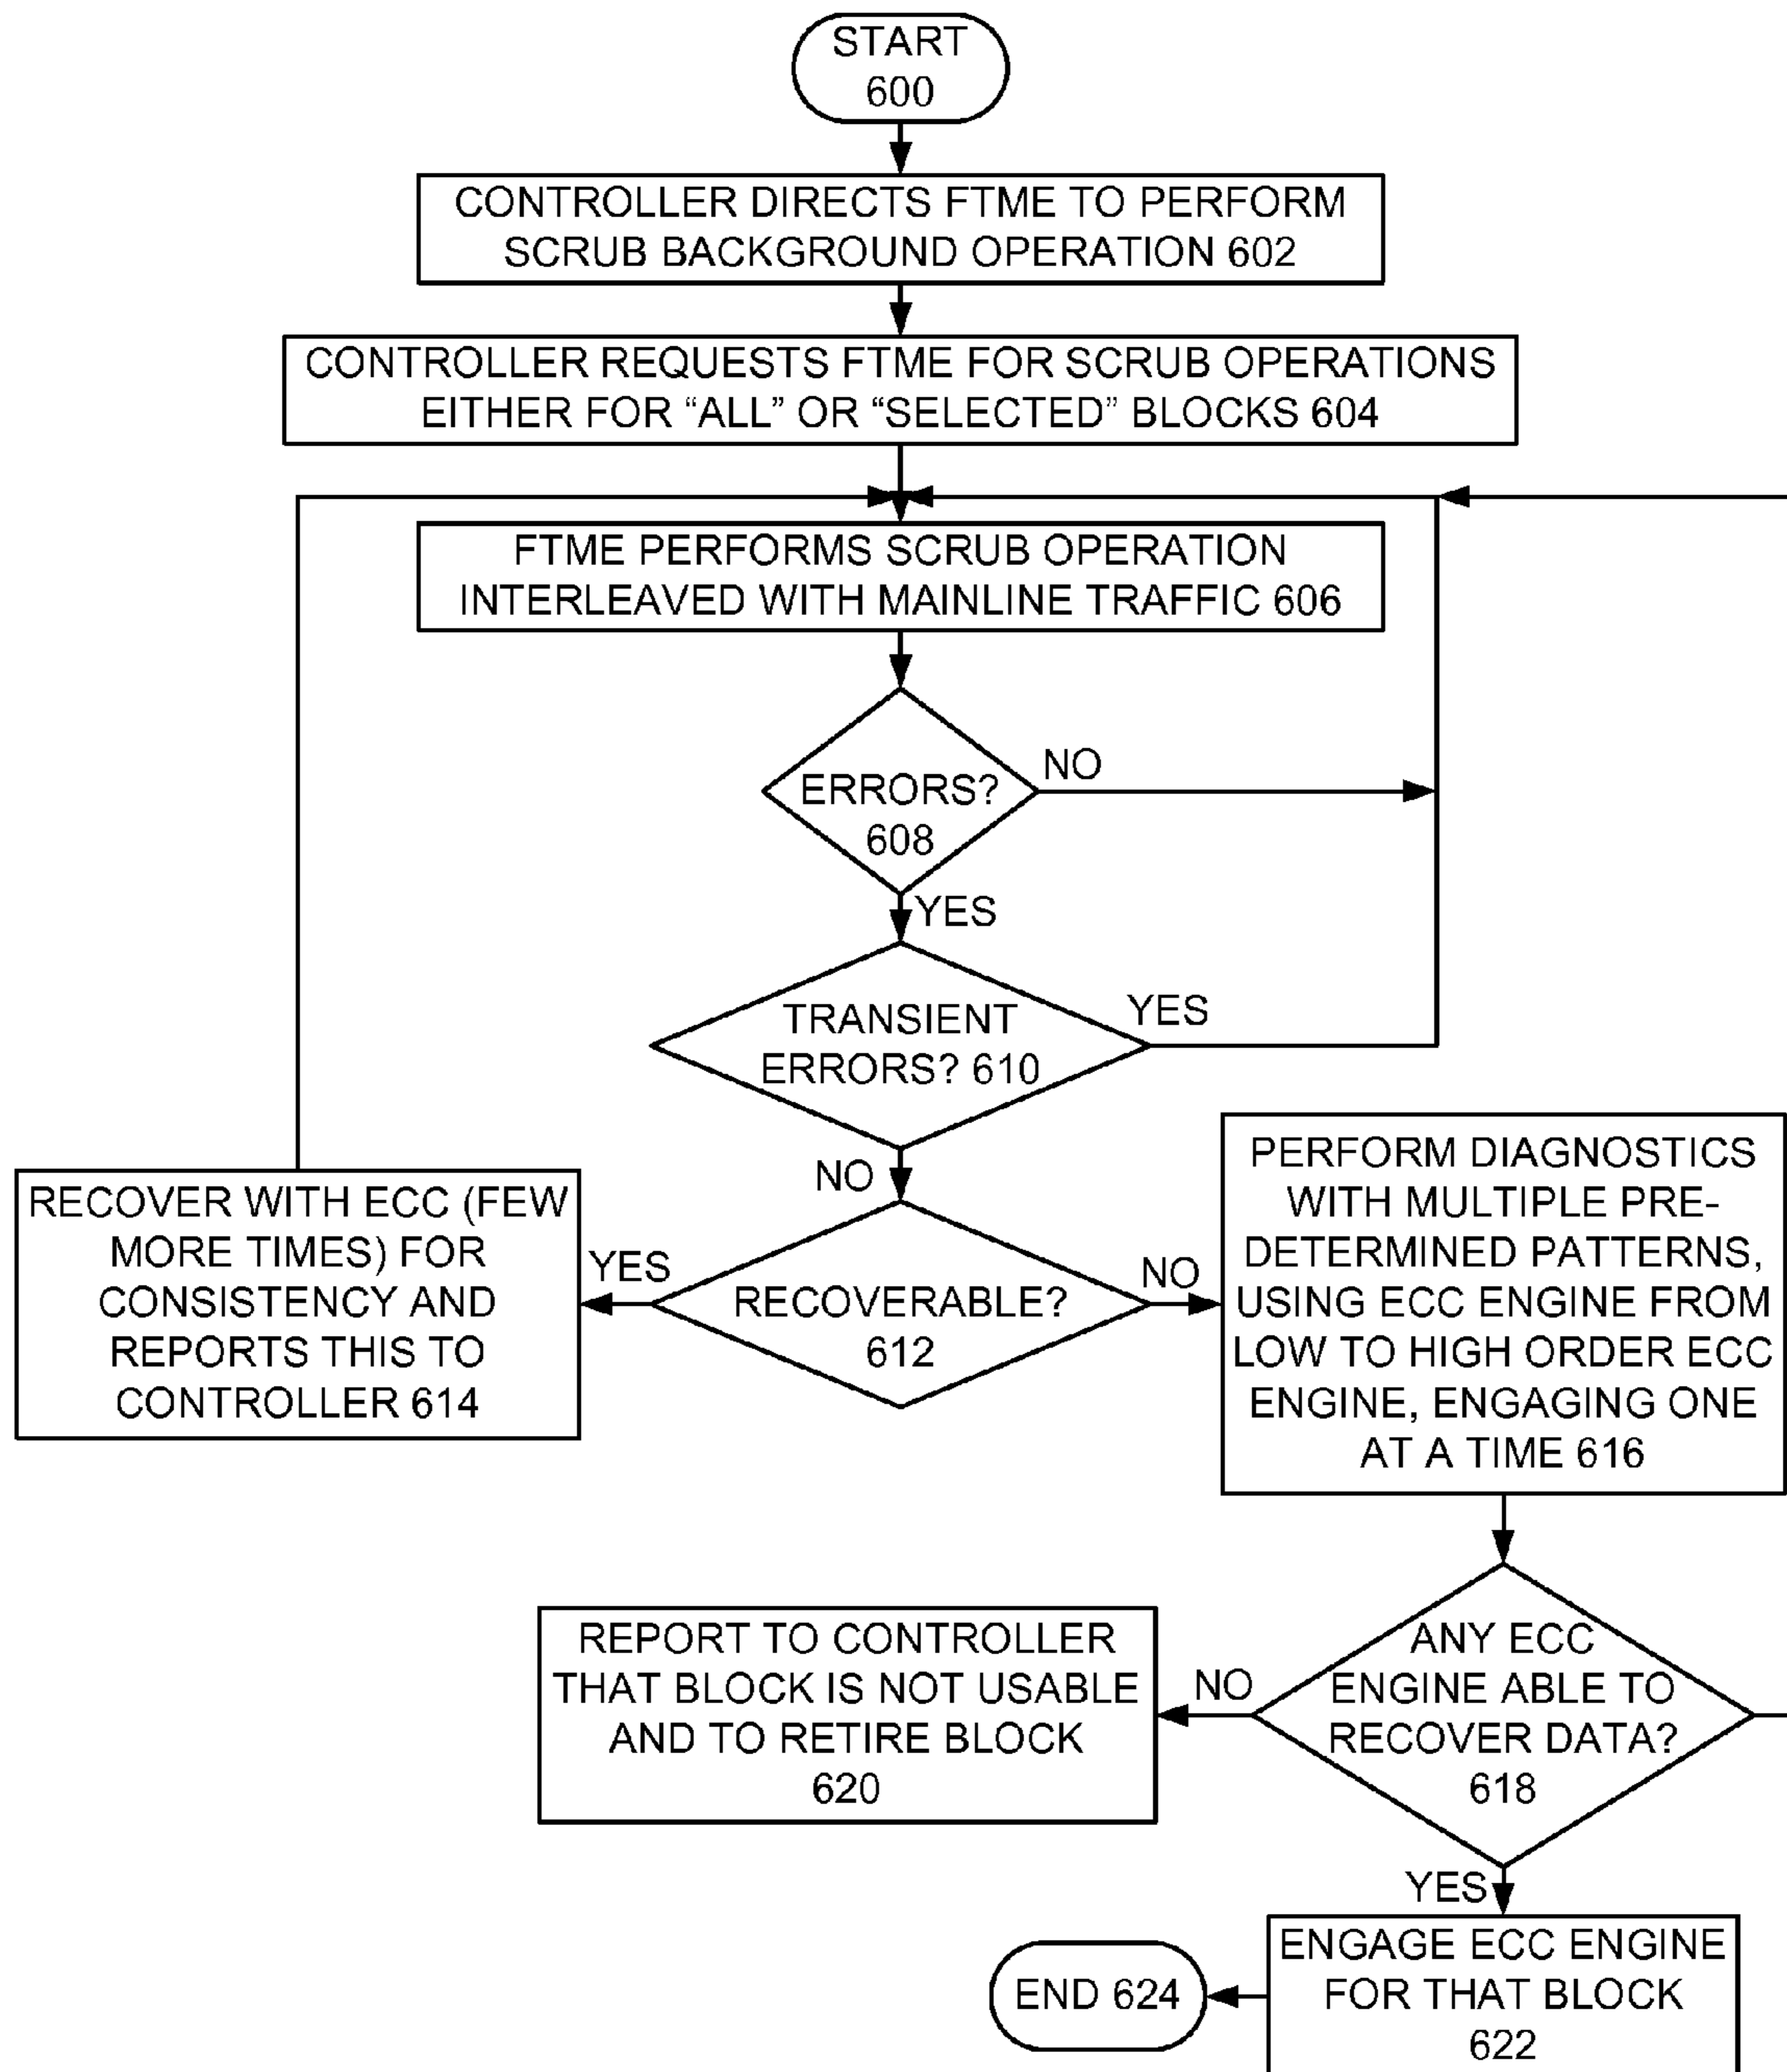 START
600
CONTROLLER DIRECTS FTME TO PERFORM
SCRUB BACKGROUND OPERATION 602
CONTROLLER REQUESTS FTME FOR SCRUB OPERATIONS
EITHER FOR “ALL” OR “SELECTED” BLOCKS 604
FTME PERFORMS SCRUB OPERATION
INTERLEAVED WITH MAINLINE TRAFFIC 606
ERRORS?
608
NO
YES
TRANSIENT
ERRORS? 610
YES
NO
RECOVERABLE?
612
YES
NO
RECOVER WITH ECC (FEW
MORE TIMES) FOR
CONSISTENCY AND
REPORTS THIS TO
CONTROLLER 614
PERFORM DIAGNOSTICS
WITH MULTIPLE PRE-
DETERMINED PATTERNS,
USING ECC ENGINE FROM
LOW TO HIGH ORDER ECC
ENGINE, ENGAGING ONE
AT A TIME 616
ANY ECC
ENGINE ABLE TO
RECOVER DATA?
618
NO
YES
REPORT TO CONTROLLER
THAT BLOCK IS NOT USABLE
AND TO RETIRE BLOCK
620
ENGAGE ECC ENGINE
FOR THAT BLOCK
622
END 624